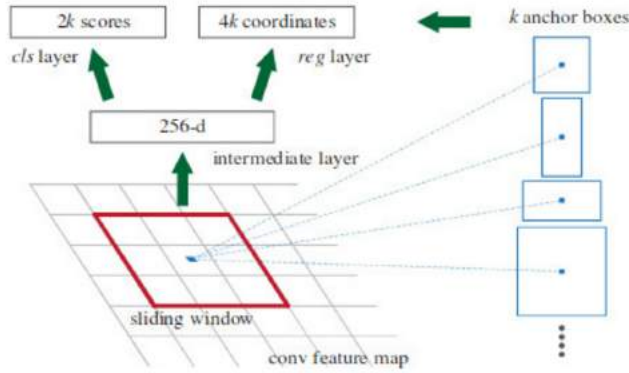 2k scores
4k coordinates
k anchor boxes
cls layer
reg layer
256-d
intermediate layer
sliding window
conv feature map